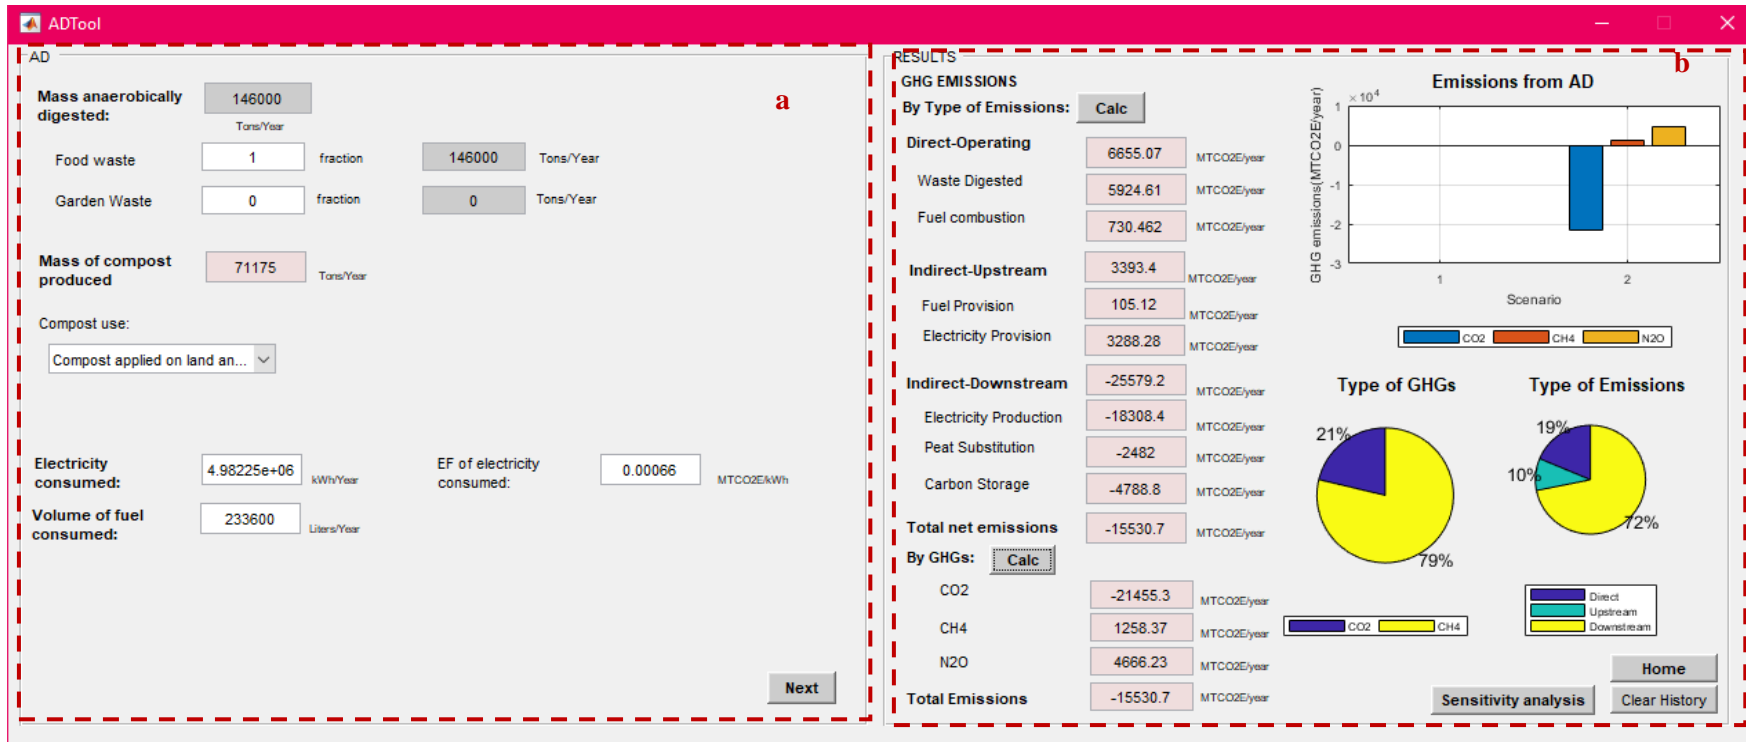 ADTool
AD
a
Mass anaerobically
digested:
146000
Tons/Year
Food waste
1
fraction
146000
Tons/Year
Garden Waste
0
fraction
0
Tons/Year
Mass of compost
produced
71175
Tons/Year
Compost use:
Compost applied on land an...
Electricity
consumed:
4.98225e+06
kWh/Year
EF of electricity
consumed:
0.00066
MTCO2E/kWh
Volume of fuel
consumed:
233600
Liters/Year
Next
RESULTS
b
GHG EMISSIONS
By Type of Emissions:
Calc
Direct-Operating
6655.07
MTCO2E/year
Waste Digested
5924.61
MTCO2E/year
Fuel combustion
730.462
MTCO2E/year
Indirect-Upstream
3393.4
MTCO2E/year
Fuel Provision
105.12
MTCO2E/year
Electricity Provision
3288.28
MTCO2E/year
Indirect-Downstream
-25579.2
MTCO2E/year
Electricity Production
-18308.4
MTCO2E/year
Peat Substitution
-2482
MTCO2E/year
Carbon Storage
-4788.8
MTCO2E/year
Total net emissions
-15530.7
MTCO2E/year
By GHGs:
Calc
CO2
-21455.3
MTCO2E/year
CH4
1258.37
MTCO2E/year
N2O
4666.23
MTCO2E/year
Total Emissions
-15530.7
MTCO2E/year
Emissions from AD
× 10^4
GHG emissions(MTCO2E/year)
1
0
-1
-2
-3
1
2
Scenario
CO2
CH4
N2O
Type of GHGs
21%
79%
CO2
CH4
Type of Emissions
19%
10%
72%
Direct
Upstream
Downstream
Home
Sensitivity analysis
Clear History